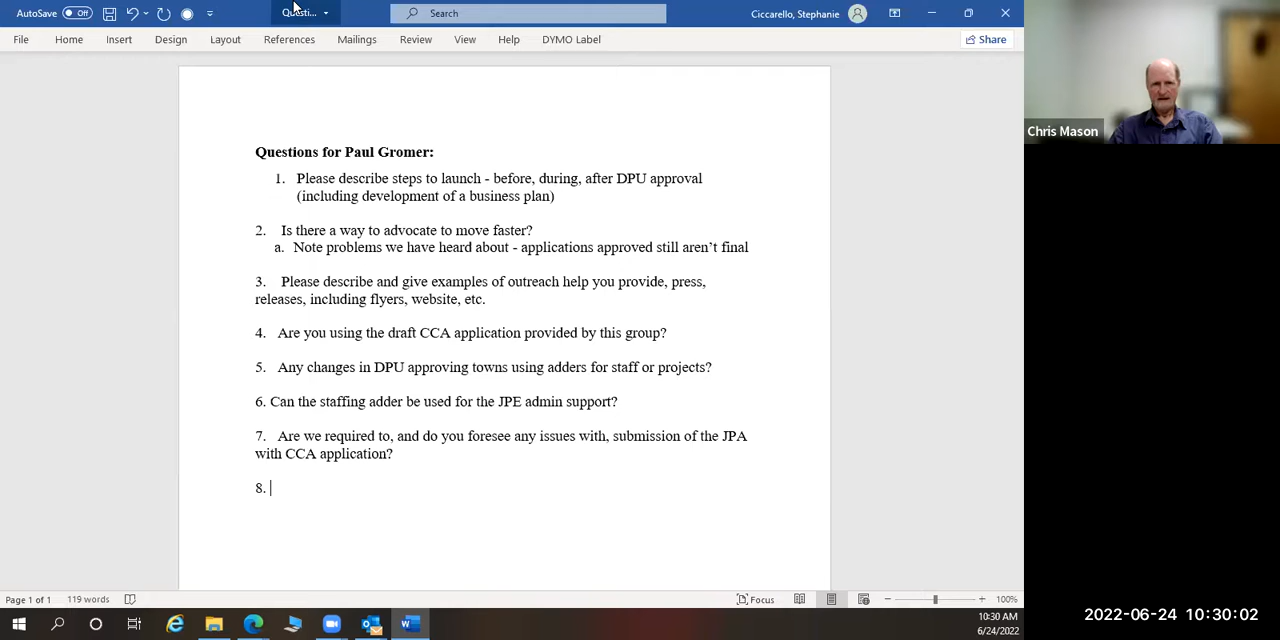 AutoSave Off Questi... Search Ciccarello, Stephanie
File Home Insert Design Layout References Mailings Review View Help DYMO Label Share
Chris Mason
Questions for Paul Gromer:
1. Please describe steps to launch - before, during, after DPU approval
(including development of a business plan)
2. Is there a way to advocate to move faster?
a. Note problems we have heard about - applications approved still aren't final
3. Please describe and give examples of outreach help you provide, press,
releases, including flyers, website, etc.
4. Are you using the draft CCA application provided by this group?
5. Any changes in DPU approving towns using adders for staff or projects?
6. Can the staffing adder be used for the JPE admin support?
7. Are we required to, and do you foresee any issues with, submission of the JPA
with CCA application?
8.
Page 1 of 1 119 words Focus 100%
10:30 AM
6/24/2022
2022-06-24 10:30:02